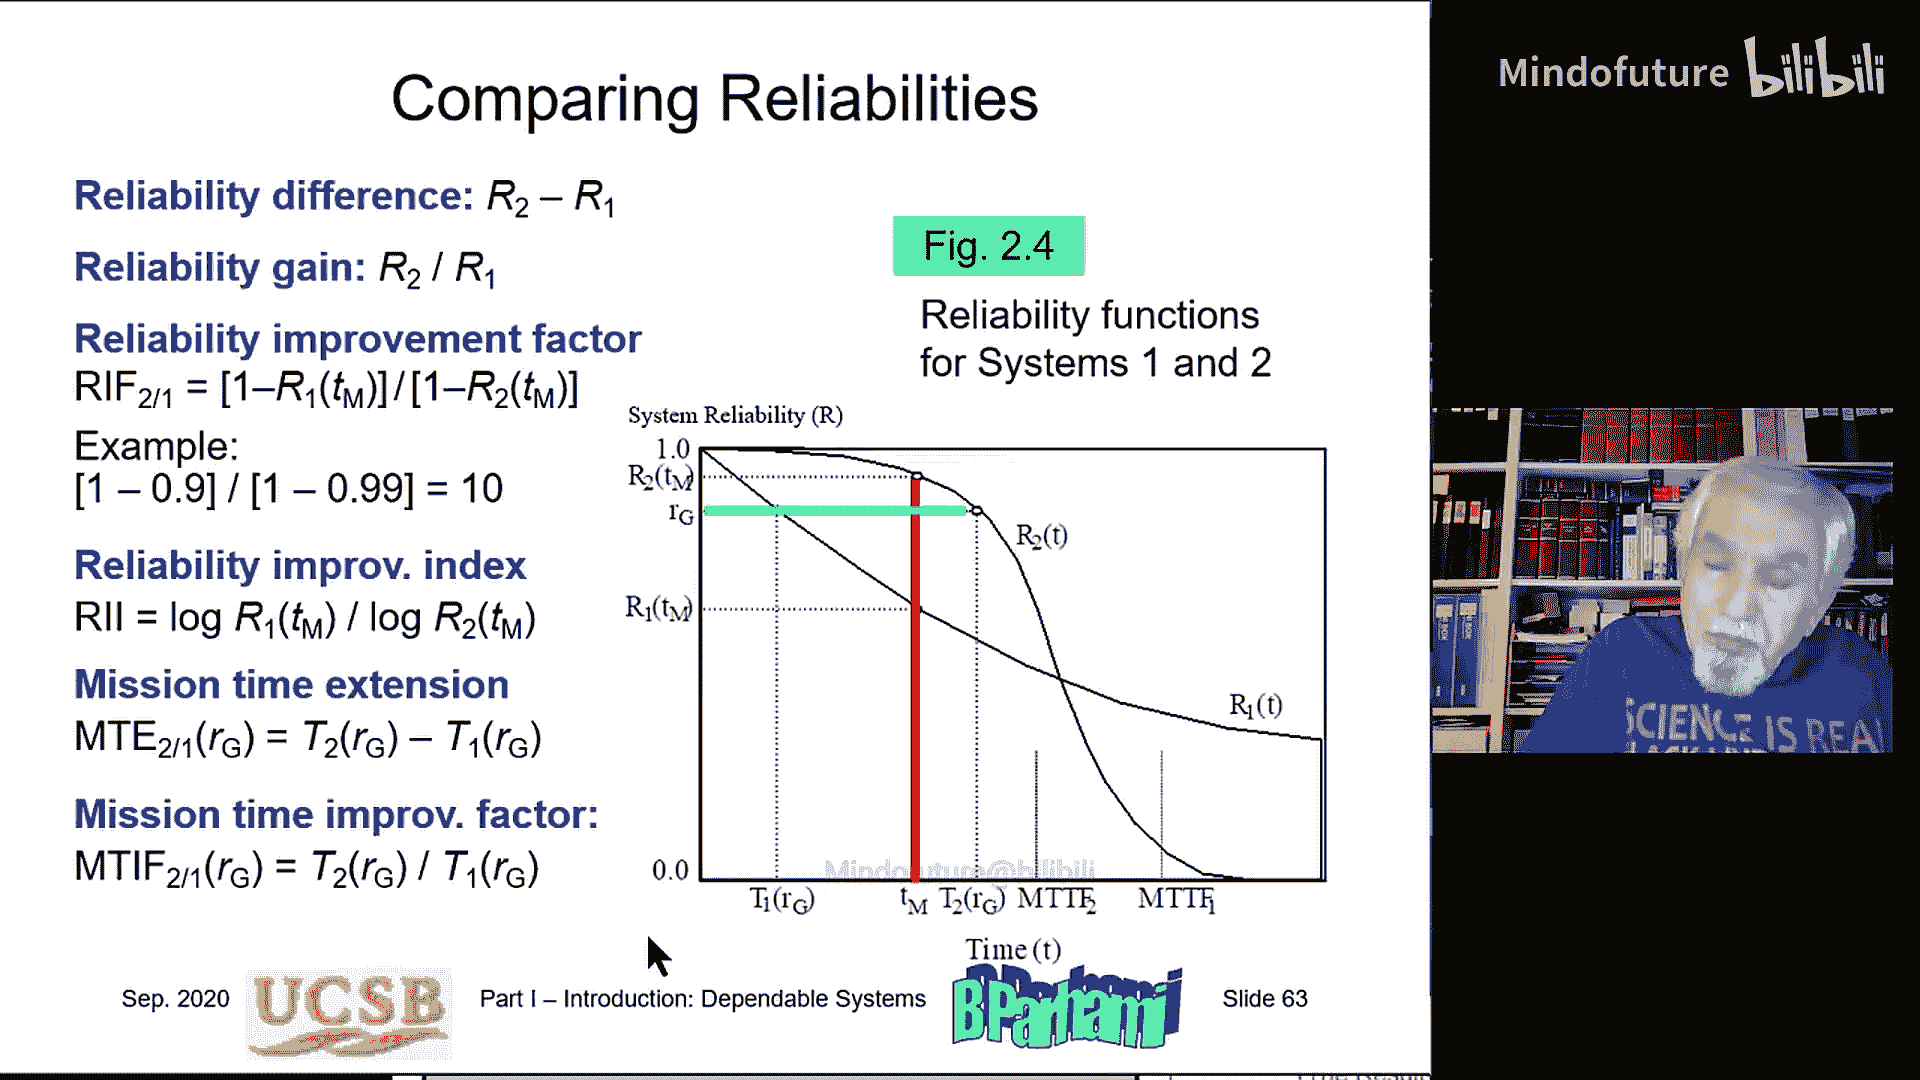 Comparing Reliabilities
Mindofuture bilibili
Reliability difference: R2 – R1
Reliability gain: R2 / R1
Reliability improvement factor
RIF2/1 = [1–R1(tM)] / [1–R2(tM)]
Example:
[1 – 0.9] / [1 – 0.99] = 10
Reliability improv. index
RII = log R1(tM) / log R2(tM)
Mission time extension
MTE2/1(rG) = T2(rG) – T1(rG)
Mission time improv. factor:
MTIF2/1(rG) = T2(rG) / T1(rG)
Fig. 2.4
Reliability functions
for Systems 1 and 2
System Reliability (R)
1.0
R2(tM)
rG
R2(t)
R1(tM)
R1(t)
0.0
Mindofuture@bilibili
T1(rG) tM T2(rG) MTTF2 MTTF1
Time (t)
SCIENCE IS REAL
Sep. 2020
UCSB
Part I – Introduction: Dependable Systems
B Parhami
Slide 63